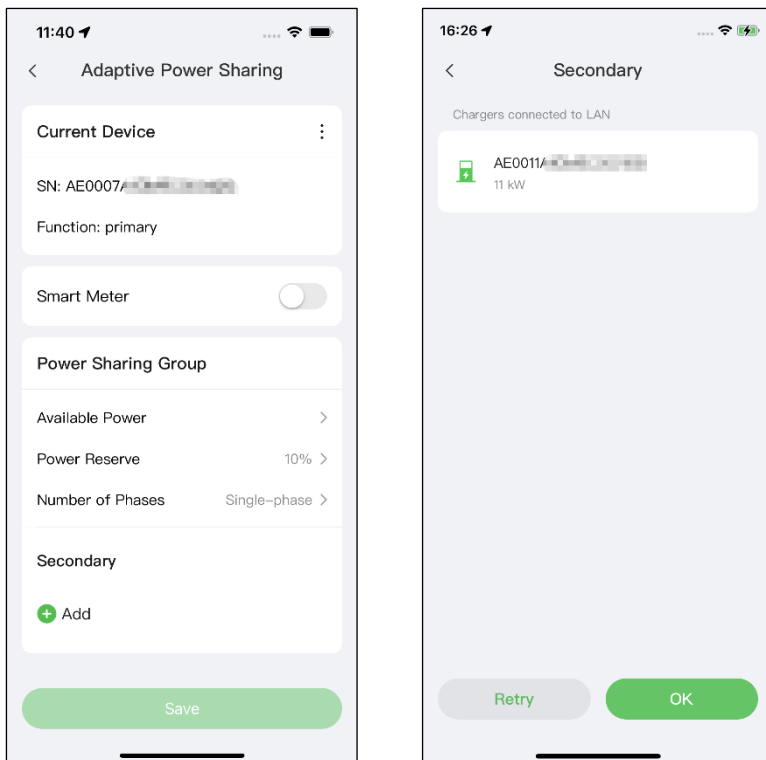 11:40
Adaptive Power Sharing
Current Device
SN: AE0007
Function: primary
Smart Meter
Power Sharing Group
Available Power
Power Reserve 10%
Number of Phases Single-phase
Secondary
Add
Save
16:26
Secondary
Chargers connected to LAN
AE0011
11 kW
Retry
OK